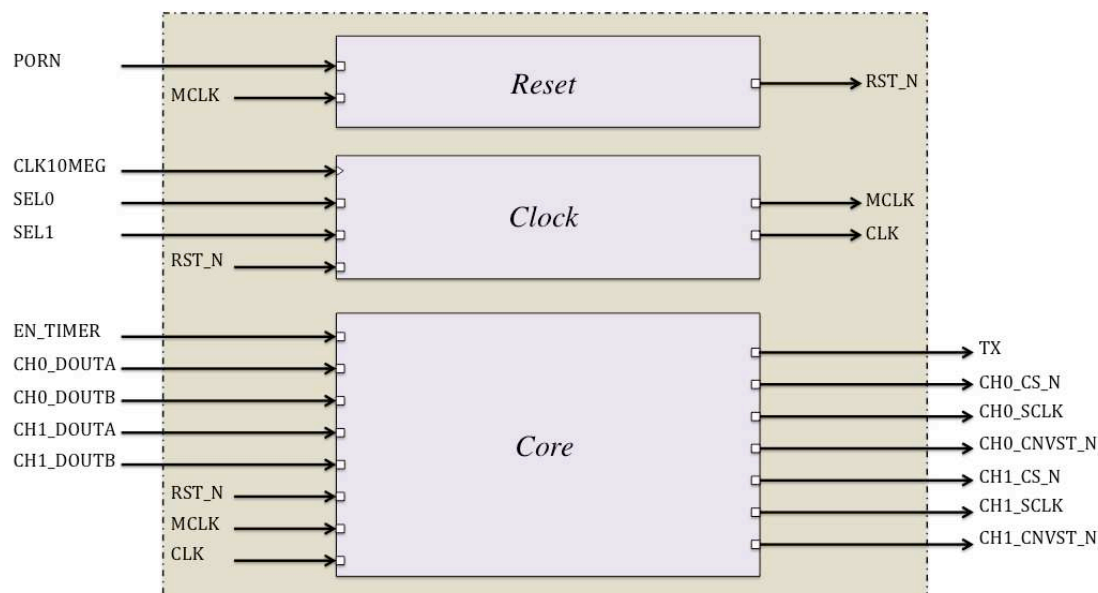 PORN
MCLK
Reset
RST_N
CLK10MEG
SEL0
SEL1
RST_N
Clock
MCLK
CLK
EN_TIMER
CH0_DOUTA
CH0_DOUTB
CH1_DOUTA
CH1_DOUTB
RST_N
MCLK
CLK
Core
TX
CH0_CS_N
CH0_SCLK
CH0_CNVST_N
CH1_CS_N
CH1_SCLK
CH1_CNVST_N